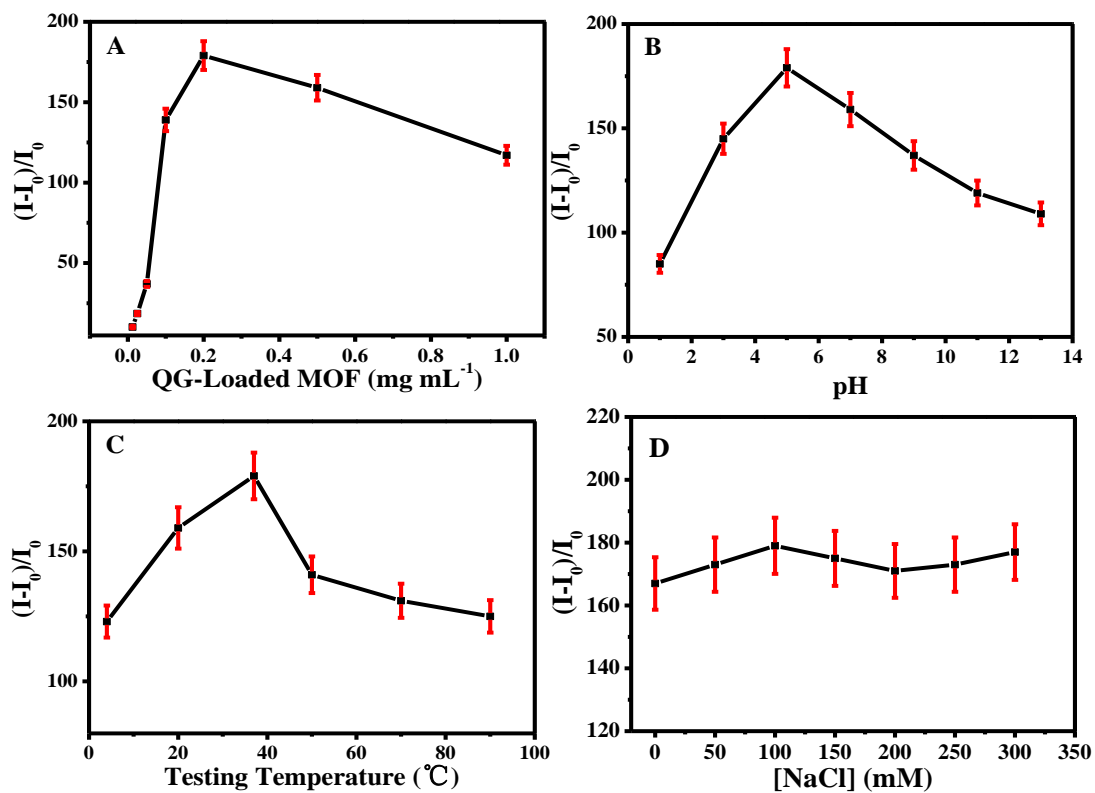 A
200
150
100
50
(I-I₀)/I₀
0.0 0.2 0.4 0.6 0.8 1.0
QG-Loaded MOF (mg mL⁻¹)
B
200
150
100
50
(I-I₀)/I₀
0 2 4 6 8 10 12 14
pH
C
200
150
100
(I-I₀)/I₀
0 20 40 60 80 100
Testing Temperature (℃)
D
220
200
180
160
140
120
(I-I₀)/I₀
0 50 100 150 200 250 300 350
[NaCl] (mM)